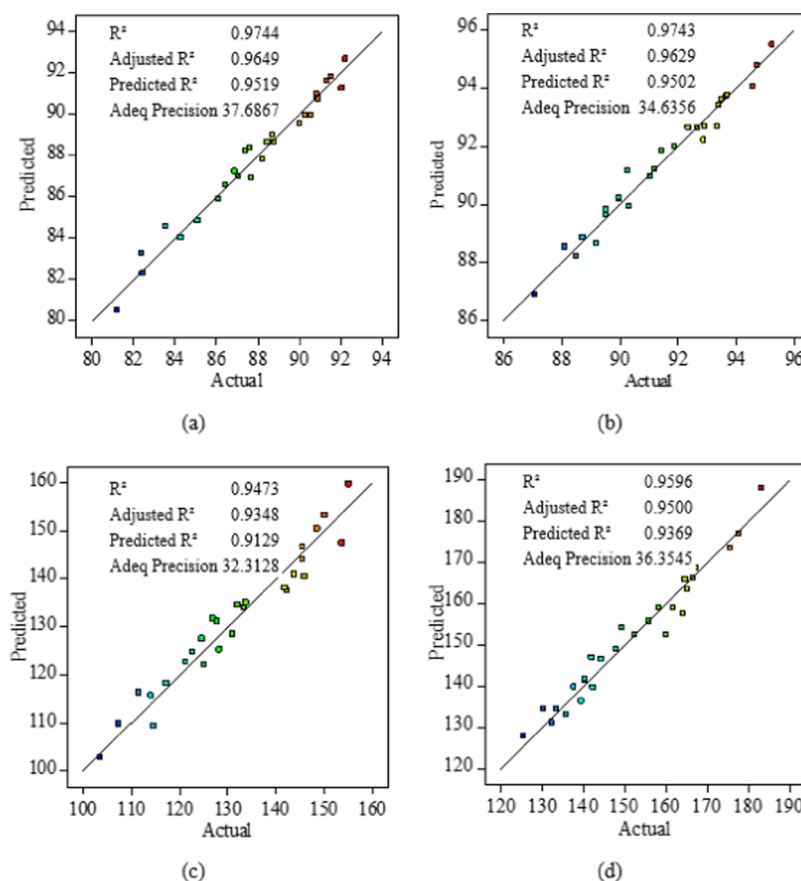 94
92
90
88
86
84
82
80
Predicted
R² 0.9744
Adjusted R² 0.9649
Predicted R² 0.9519
Adeq Precision 37.6867
80 82 84 86 88 90 92 94
Actual
(a)
96
94
92
90
88
86
Predicted
R² 0.9743
Adjusted R² 0.9629
Predicted R² 0.9502
Adeq Precision 34.6356
86 88 90 92 94 96
Actual
(b)
160
150
140
130
120
110
100
Predicted
R² 0.9473
Adjusted R² 0.9348
Predicted R² 0.9129
Adeq Precision 32.3128
100 110 120 130 140 150 160
Actual
(c)
190
180
170
160
150
140
130
120
Predicted
R² 0.9596
Adjusted R² 0.9500
Predicted R² 0.9369
Adeq Precision 36.3545
120 130 140 150 160 170 180 190
Actual
(d)